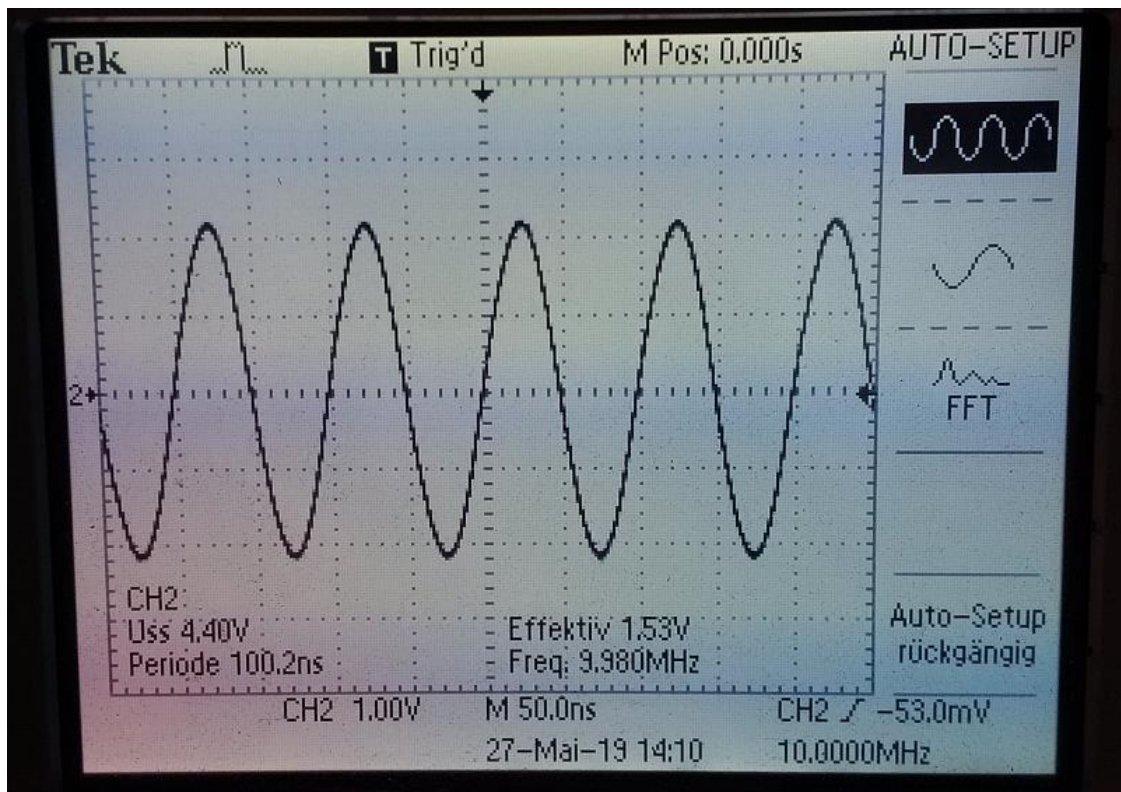 Tek T Trig'd M Pos: 0.000s AUTO-SETUP
2
FFT
CH2:
Uss 4.40V Effektiv 1.53V
Periode 100.2ns Freq: 9.980MHz
Auto-Setup
rückgängig
CH2 1.00V M 50.0ns CH2 -53.0mV
27-Mai-19 14:10 10.0000MHz